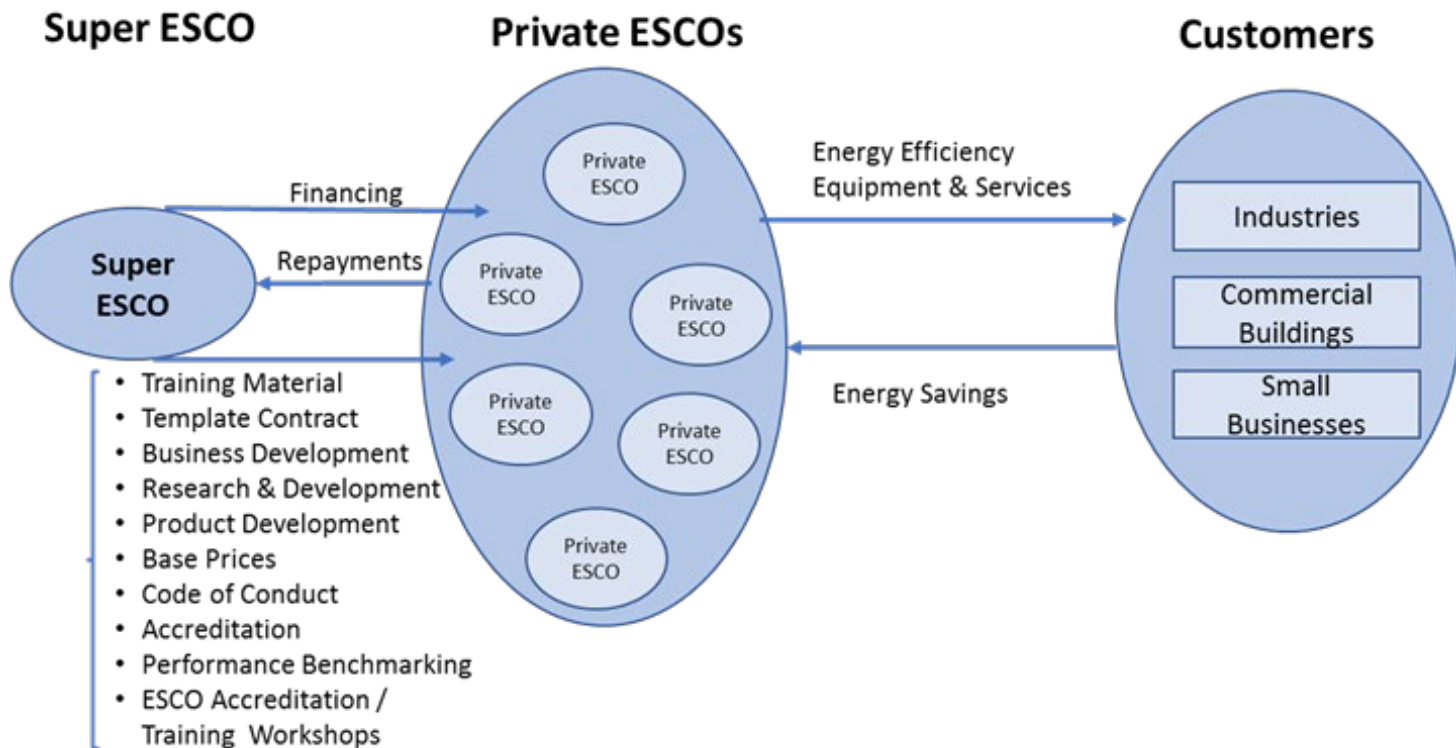 Super ESCO
Private ESCOs
Customers
Financing
Repayments
Super
ESCO
Training Material
Template Contract
Business Development
Research & Development
Product Development
Base Prices
Code of Conduct
Accreditation
Performance Benchmarking
ESCO Accreditation /
Training Workshops
Private
ESCO
Private
ESCO
Private
ESCO
Private
ESCO
Private
ESCO
Private
ESCO
Energy Efficiency
Equipment & Services
Energy Savings
Industries
Commercial
Buildings
Small
Businesses